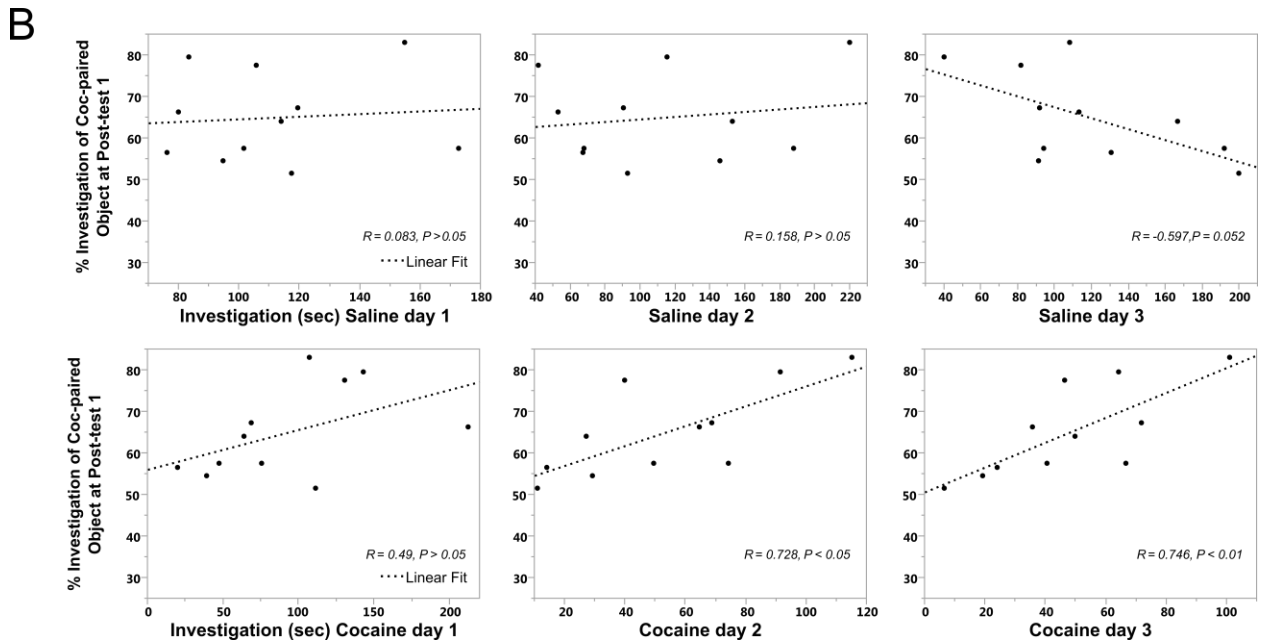 B
% Investigation of Coc-paired
Object at Post-test 1
80
70
60
50
40
30
R = 0.083, P >0.05
Linear Fit
80 100 120 140 160 180
Investigation (sec) Saline day 1
80
70
60
50
40
30
R = 0.158, P > 0.05
40 60 80 100 120 140 160 180 200 220
Saline day 2
80
70
60
50
40
30
R = -0.597,P = 0.052
40 60 80 100 120 140 160 180 200
Saline day 3
% Investigation of Coc-paired
Object at Post-test 1
80
70
60
50
40
30
R = 0.49, P > 0.05
Linear Fit
0 50 100 150 200
Investigation (sec) Cocaine day 1
80
70
60
50
40
30
R = 0.728, P < 0.05
20 40 60 80 100 120
Cocaine day 2
80
70
60
50
40
30
R = 0.746, P < 0.01
0 20 40 60 80 100
Cocaine day 3